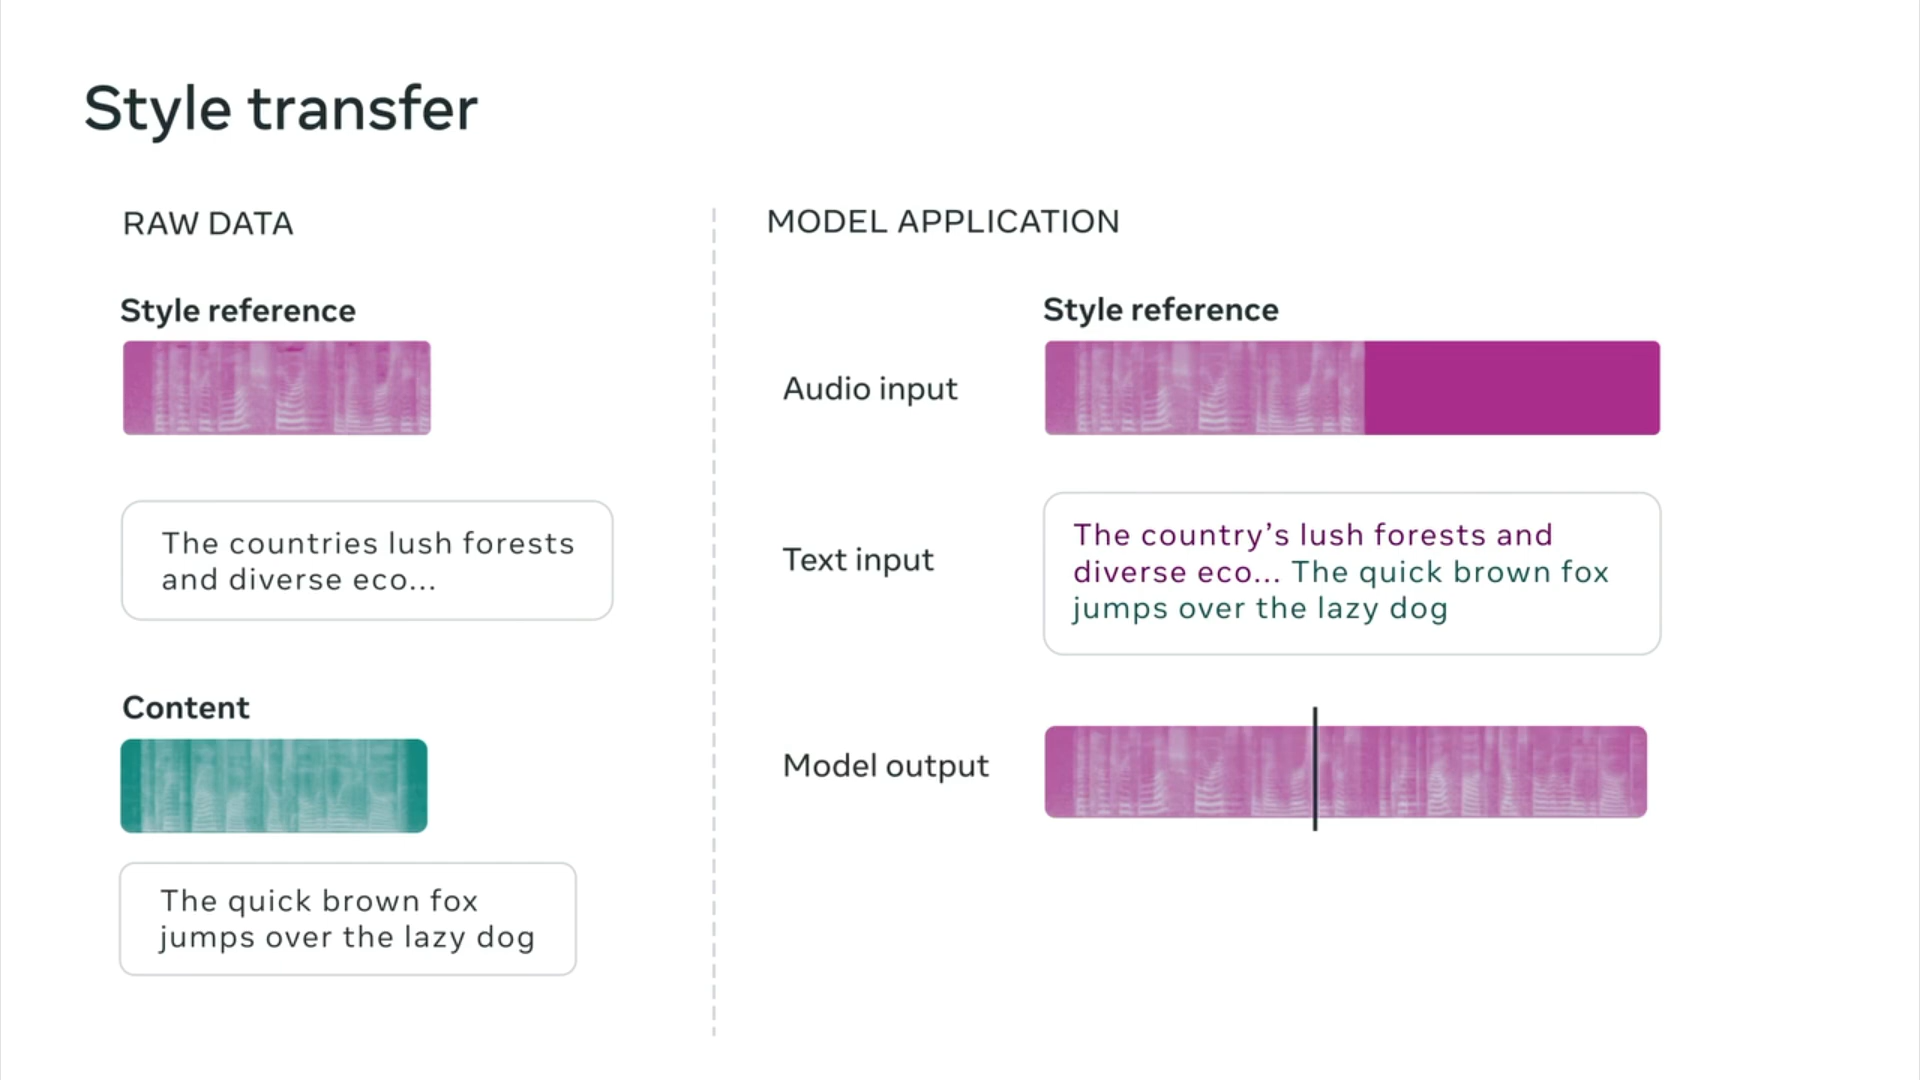 Style transfer
RAW DATA
Style reference
The countries lush forests
and diverse eco...
Content
The quick brown fox
jumps over the lazy dog
MODEL APPLICATION
Style reference
Audio input
Text input
The country’s lush forests and
diverse eco... The quick brown fox
jumps over the lazy dog
Model output